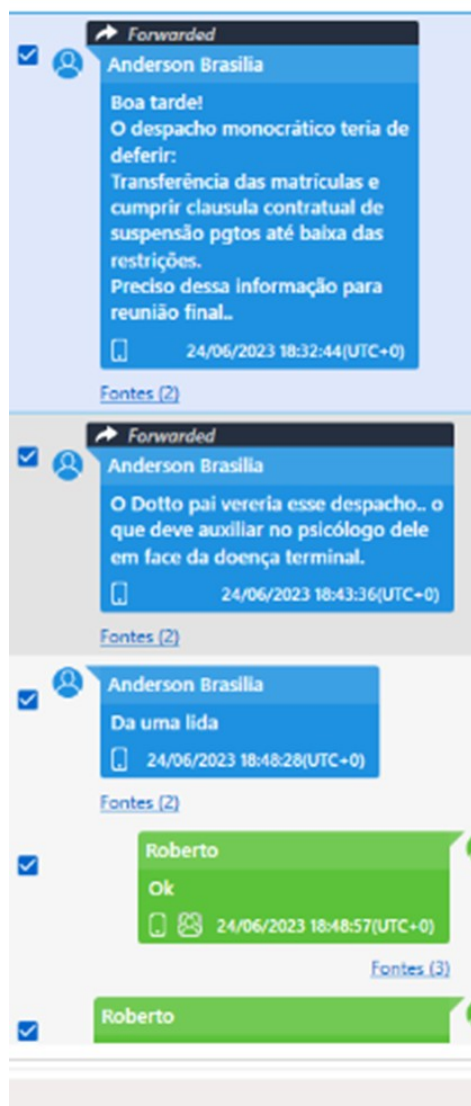 Forwarded
Anderson Brasilia
Boa tarde!
O despacho monocrático teria de
deferir:
Transferência das matrículas e
cumprir clausula contratual de
suspensão pgtos até baixa das
restrições.
Preciso dessa informação para
reunião final..
24/06/2023 18:32:44(UTC+0)
Fontes (2)
Forwarded
Anderson Brasilia
O Dotto pai vereria esse despacho.. o
que deve auxiliar no psicólogo dele
em face da doença terminal.
24/06/2023 18:43:36(UTC+0)
Fontes (2)
Anderson Brasilia
Da uma lida
24/06/2023 18:48:28(UTC+0)
Fontes (2)
Roberto
Ok
24/06/2023 18:48:57(UTC+0)
Fontes (3)
Roberto